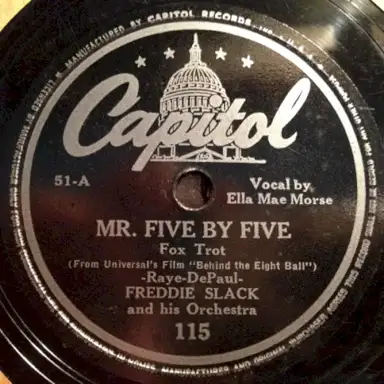 MANUFACTURED BY CAPITOL RECORDS,
Capitol
51-A
Vocal by
Ella Mae Morse
MR. FIVE BY FIVE
Fox Trot
(From Universal's Film "Behind the Eight Ball")
-Raye-DePaul-
FREDDIE SLACK
and his Orchestra
115